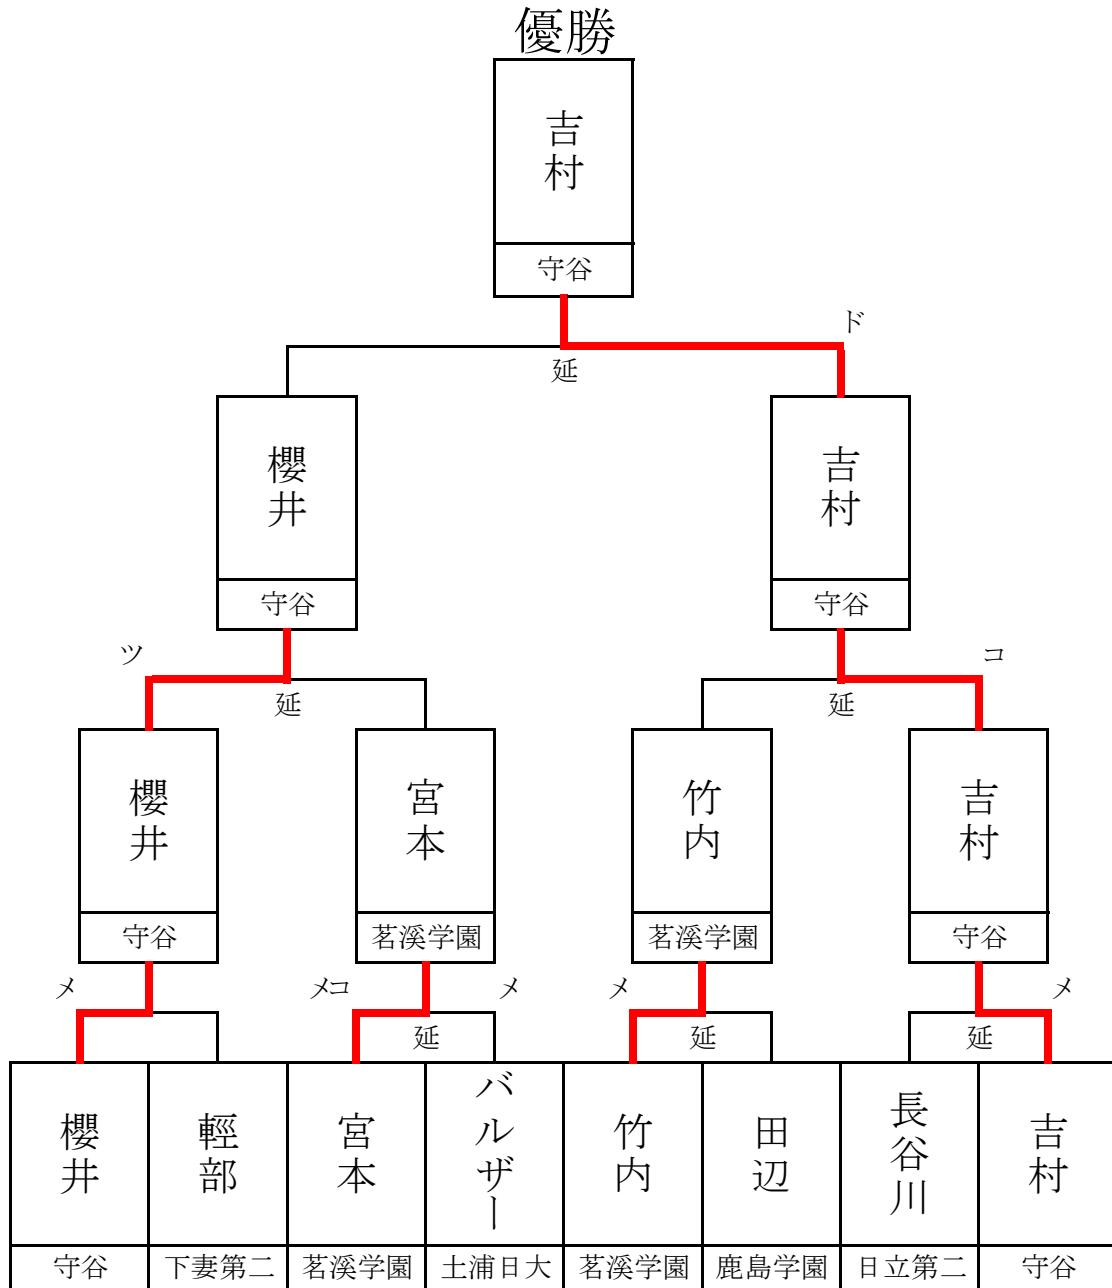 優勝
吉村
守谷
ド
延
櫻井
吉村
守谷
守谷
ツ
コ
延
延
櫻井
宮本
竹内
吉村
守谷
茗溪学園
茗溪学園
守谷
メ
メコ
メ
メ
メ
延
延
延
櫻井
輕部
宮本
バルザー
竹内
田辺
長谷川
吉村
守谷
下妻第二
茗溪学園
土浦日大
茗溪学園
鹿島学園
日立第二
守谷